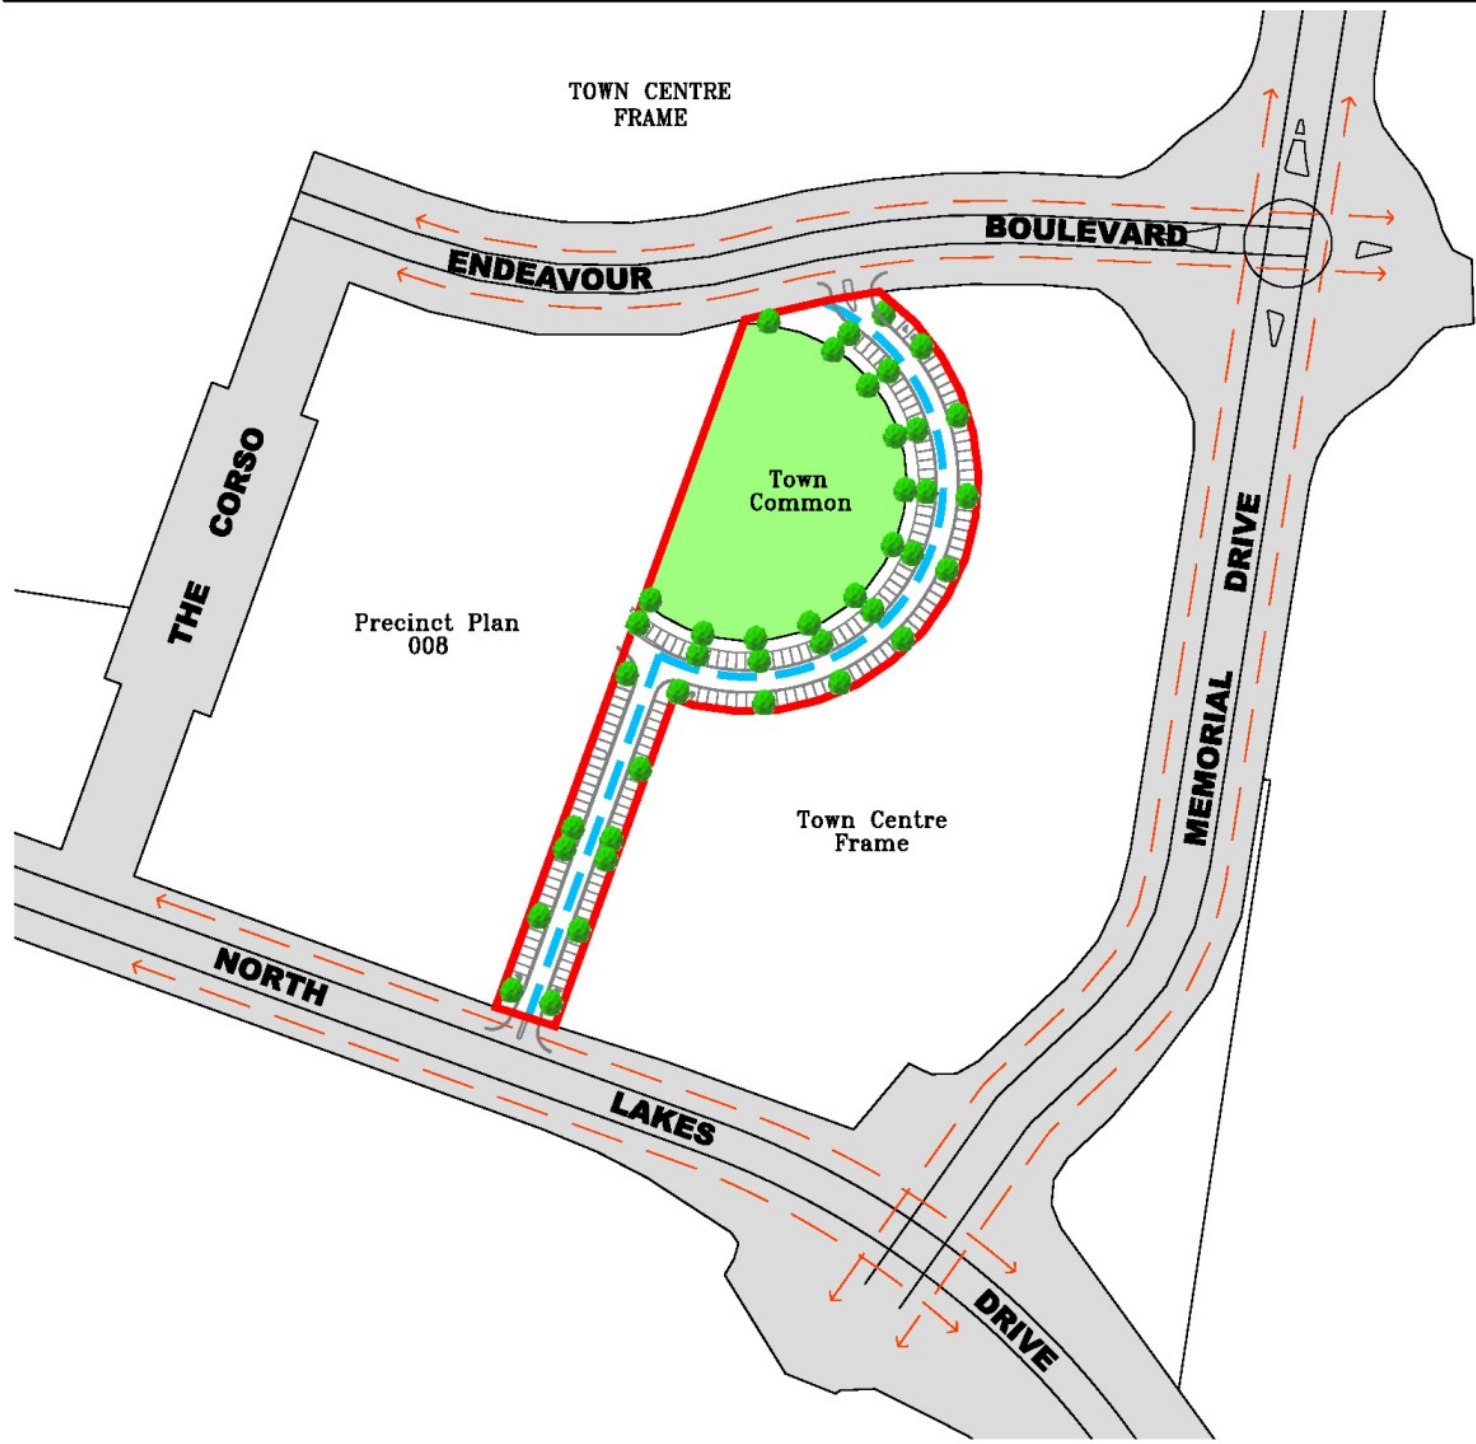 TOWN CENTRE
FRAME
BOULEVARD
ENDEAVOUR
THE CORSO
Town
Common
Precinct Plan
008
Town Centre
Frame
MEMORIAL DRIVE
NORTH
LAKES
DRIVE